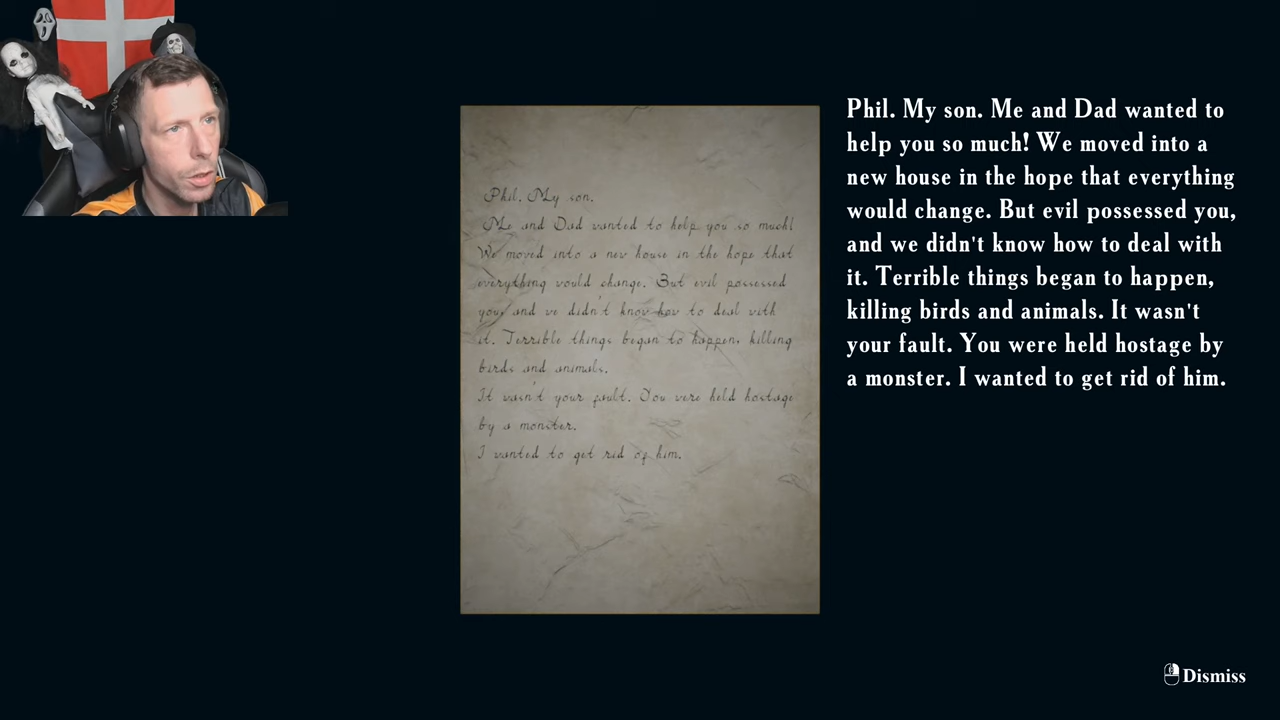 Phil. My son.
Me and Dad wanted to help you so much!
We moved into a new house in the hope that
everything would change. But evil possessed
you, and we didn't know how to deal with
it. Terrible things began to happen, killing
birds and animals.
It wasn't your fault. You were held hostage
by a monster.
I wanted to get rid of him.
Phil. My son. Me and Dad wanted to
help you so much! We moved into a
new house in the hope that everything
would change. But evil possessed you,
and we didn't know how to deal with
it. Terrible things began to happen,
killing birds and animals. It wasn't
your fault. You were held hostage by
a monster. I wanted to get rid of him.
Dismiss